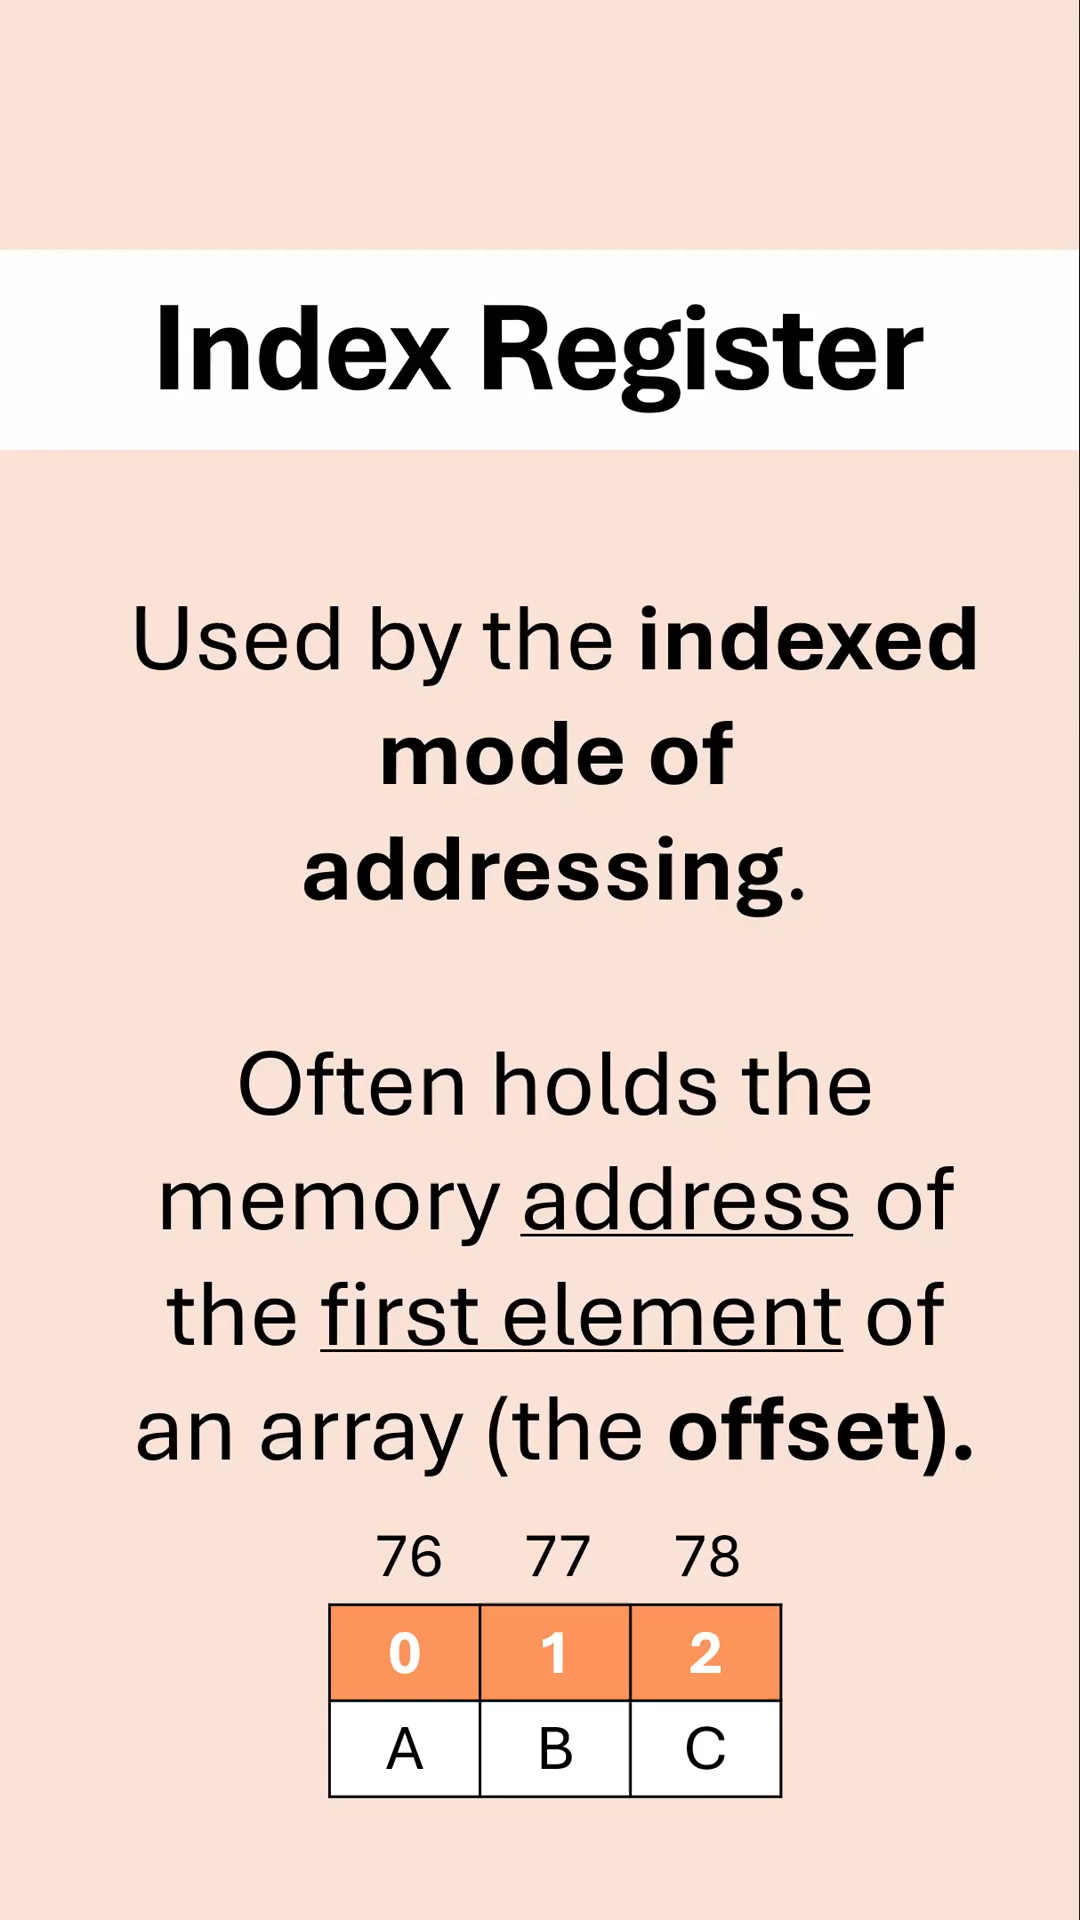 Index Register
Used by the indexed
mode of
addressing.
Often holds the
memory address of
the first element of
an array (the offset).
76 77 78
0 1 2
A B C